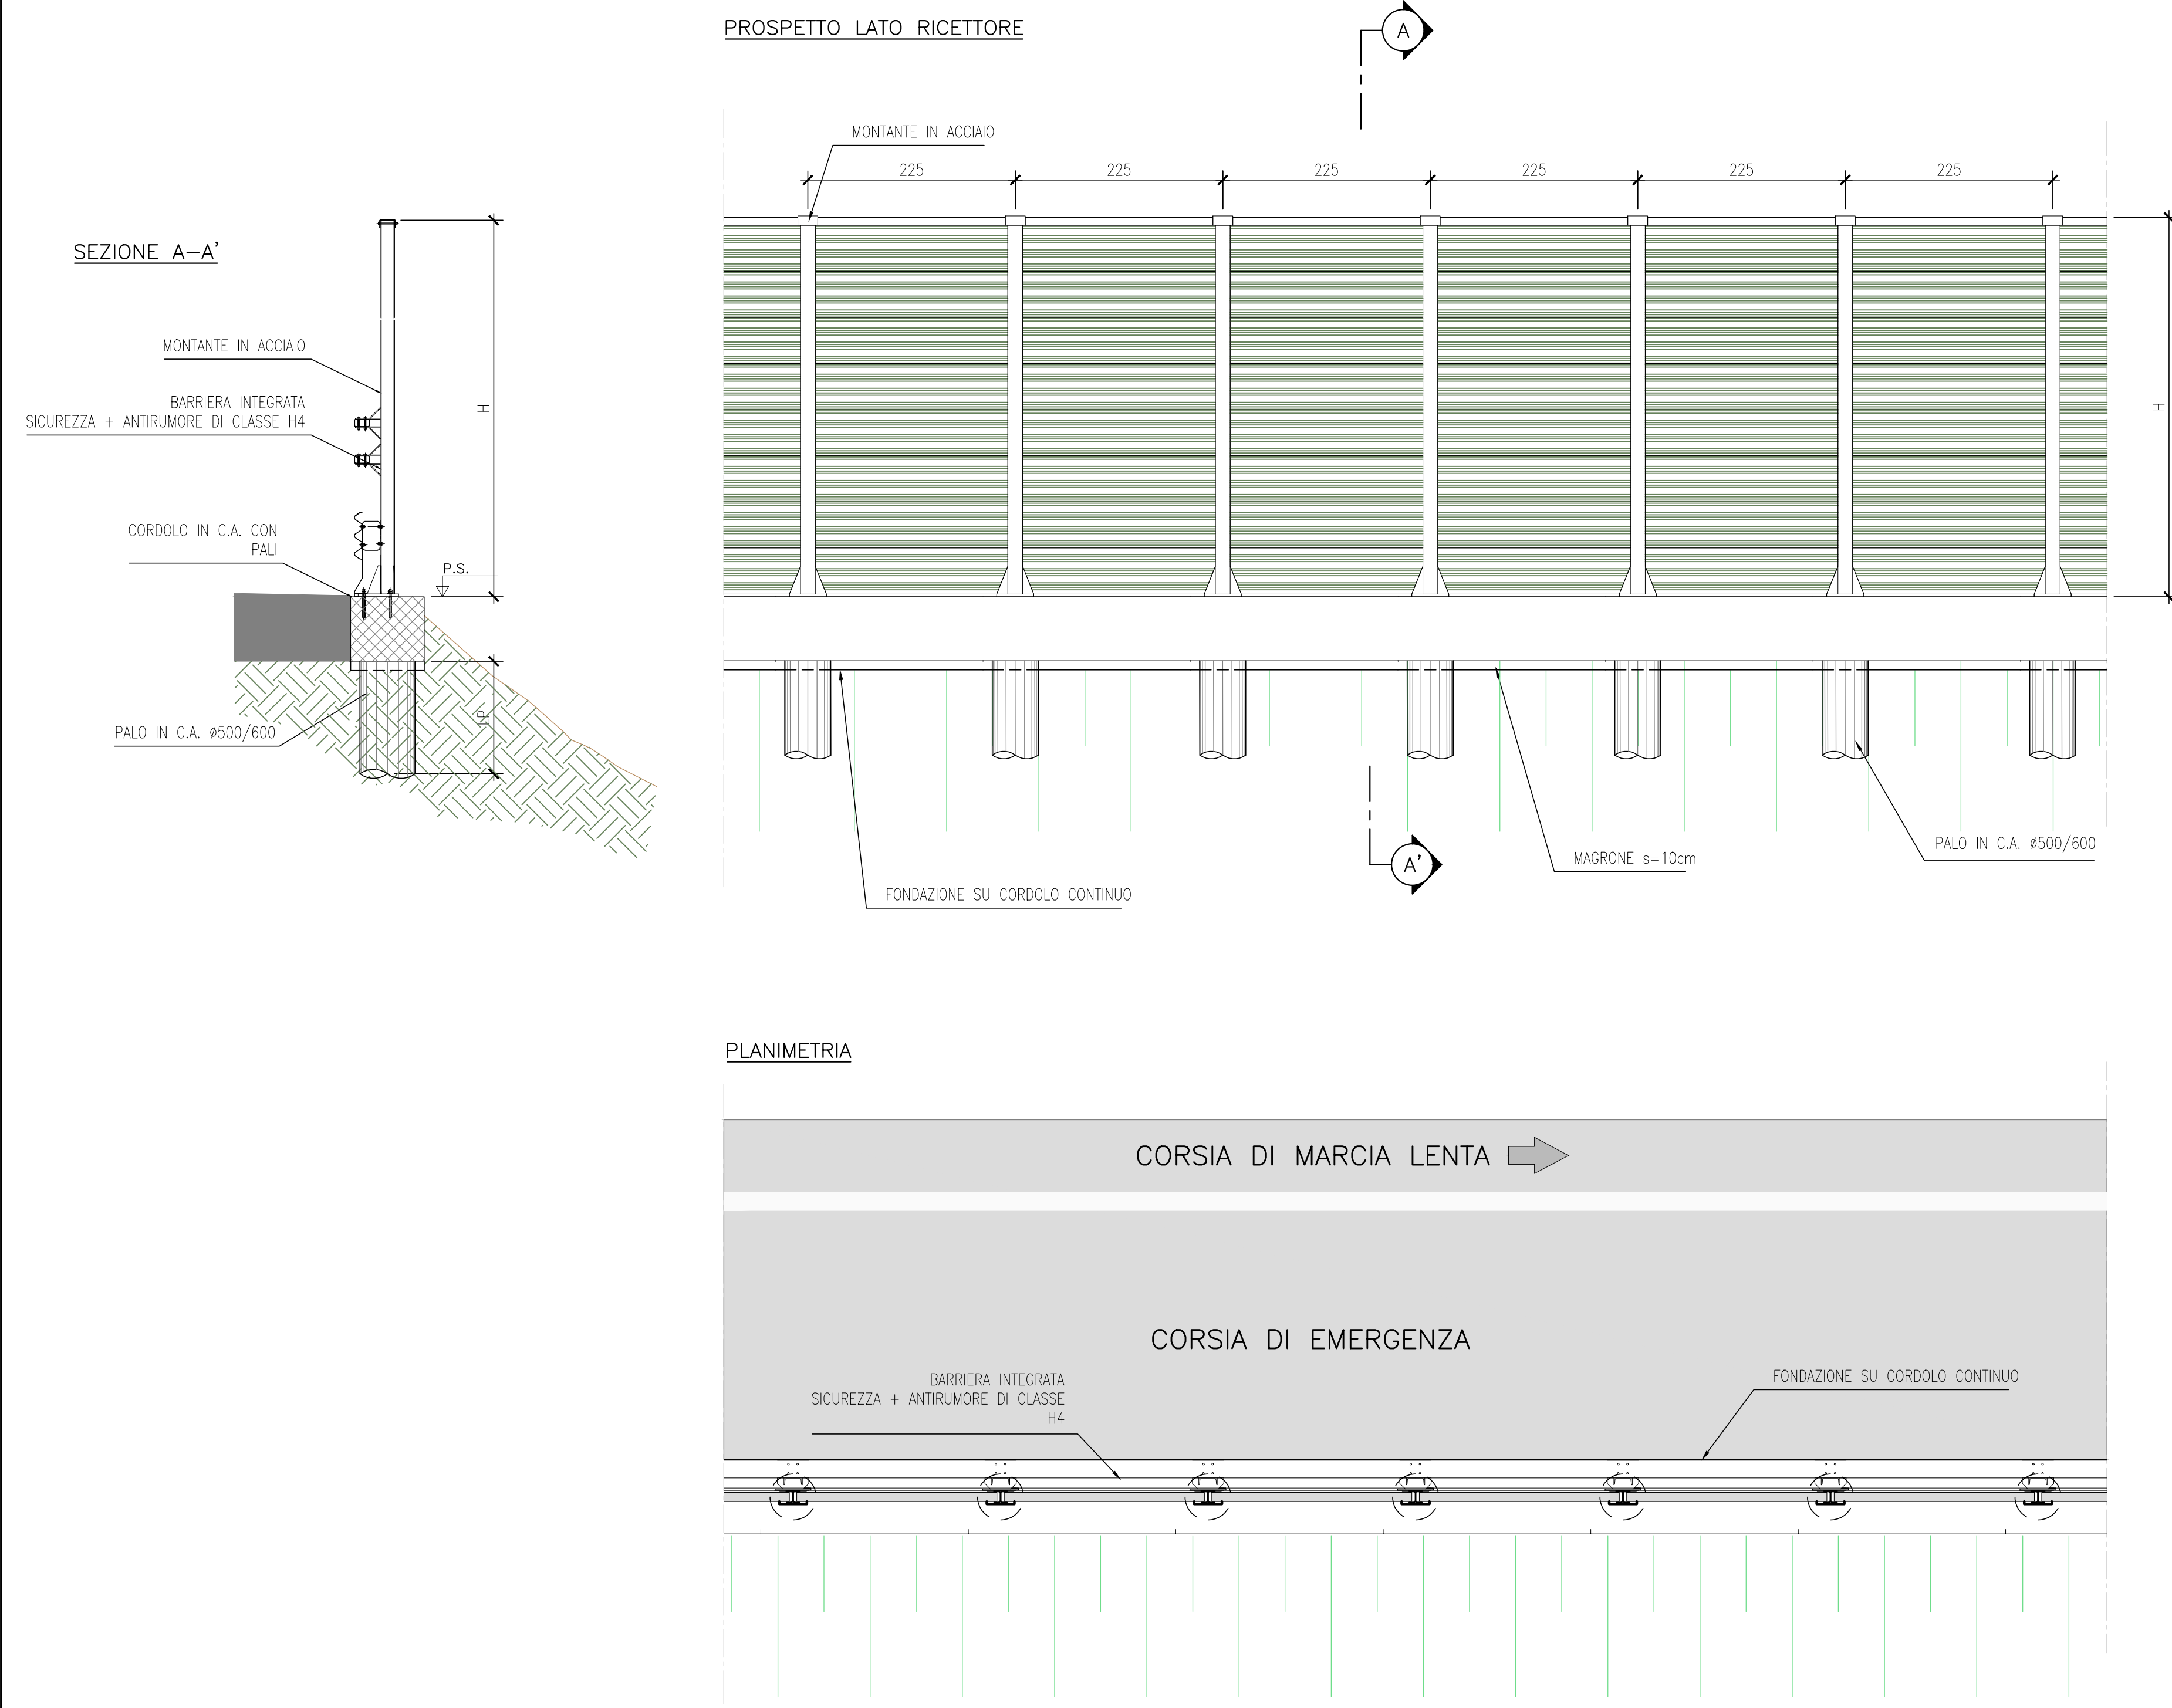 PROSPETTO LATO RICETTORE
A
MONTANTE IN ACCIAIO
225
225
225
225
225
225
H
SEZIONE A-A'
MONTANTE IN ACCIAIO
BARRIERA INTEGRATA
SICUREZZA + ANTIRUMORE DI CLASSE H4
H
CORDOLO IN C.A. CON
PALI
P.S.
LP
PALO IN C.A. ø500/600
PALO IN C.A. ø500/600
MAGRONE s=10cm
A'
FONDAZIONE SU CORDOLO CONTINUO
PLANIMETRIA
CORSIA DI MARCIA LENTA
CORSIA DI EMERGENZA
BARRIERA INTEGRATA
SICUREZZA + ANTIRUMORE DI CLASSE
H4
FONDAZIONE SU CORDOLO CONTINUO